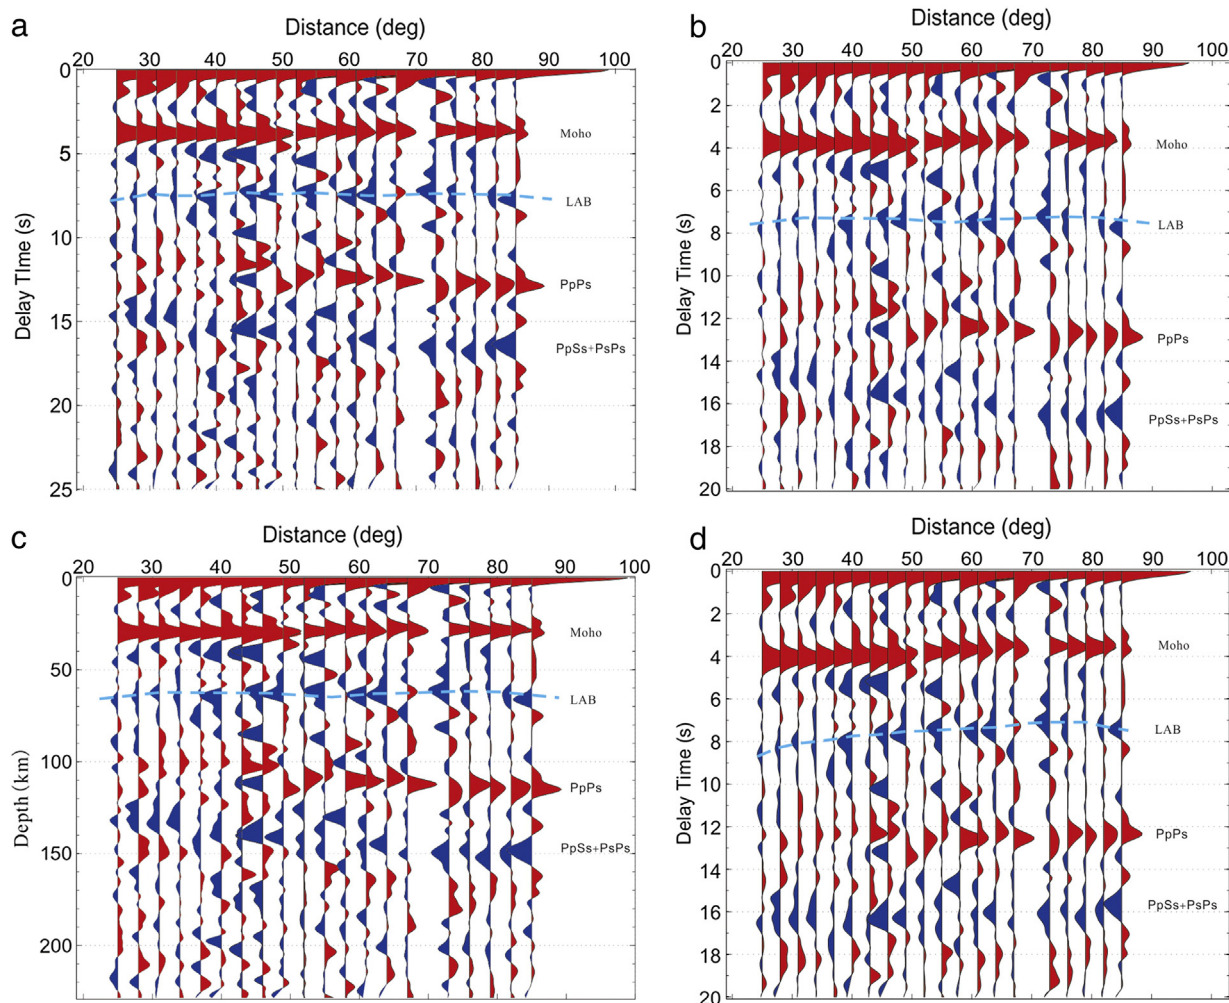 a
Distance (deg)
20 30 40 50 60 70 80 90 100
0
5
10
15
20
25
Delay TIme (s)
Moho
LAB
PpPs
PpSs+PsPs
b
Distance (deg)
20 30 40 50 60 70 80 90 100
0
2
4
6
8
10
12
13
14
16
18
20
Delay Time (s)
Moho
LAB
PpPs
PpSs+PsPs
c
Distance (deg)
20 30 40 50 60 70 80 90 100
0
50
100
150
200
Depth (km)
Moho
LAB
PpPs
PpSs+PsPs
d
Distance (deg)
20 30 40 50 60 70 80 90 100
0
2
4
6
8
10
12
13
14
16
18
20
Delay Time (s)
Moho
LAB
PpPs
PpSs+PsPs